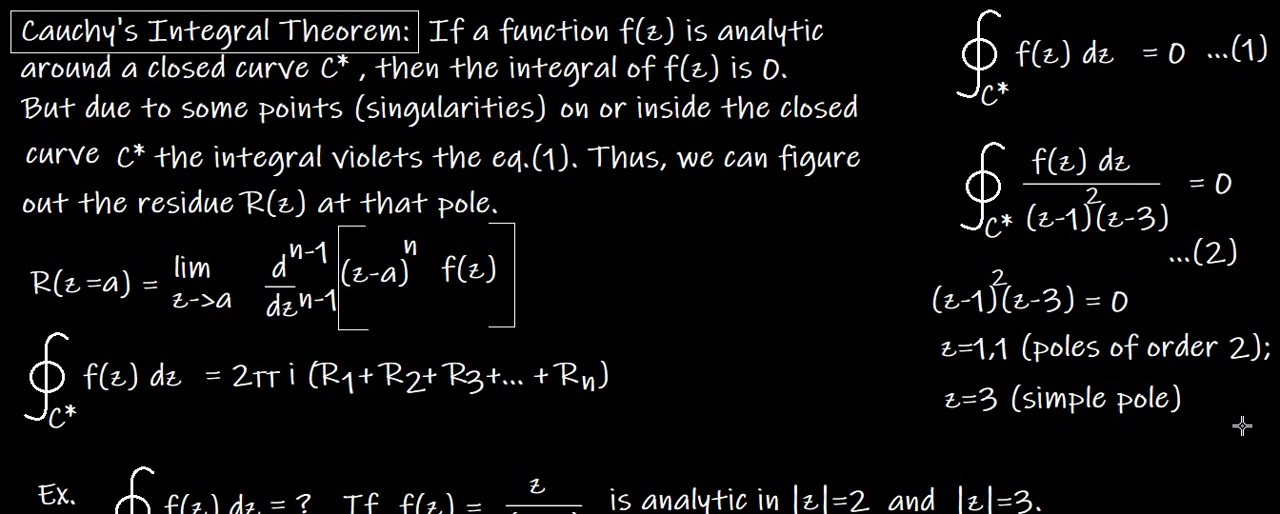 Cauchy's Integral Theorem: If a function f(z) is analytic
around a closed curve C*, then the integral of f(z) is 0.
But due to some points (singularities) on or inside the closed
curve C* the integral violets the eq.(1). Thus, we can figure
out the residue R(z) at that pole.
R(z=a) = lim z->a d^n-1/dz^n-1 [(z-a)^n f(z)]
∮C* f(z) dz = 2π i (R1+R2+R3+... +Rn)
∮C* f(z) dz = 0 ...(1)
∮C* f(z) dz/(z-1)^2(z-3) = 0
...(2)
(z-1)^2(z-3) = 0
z=1,1 (poles of order 2);
z=3 (simple pole)
Ex. ∮ f(z) dz = ? If f(z) = z is analytic in |z|=2 and |z|=3.